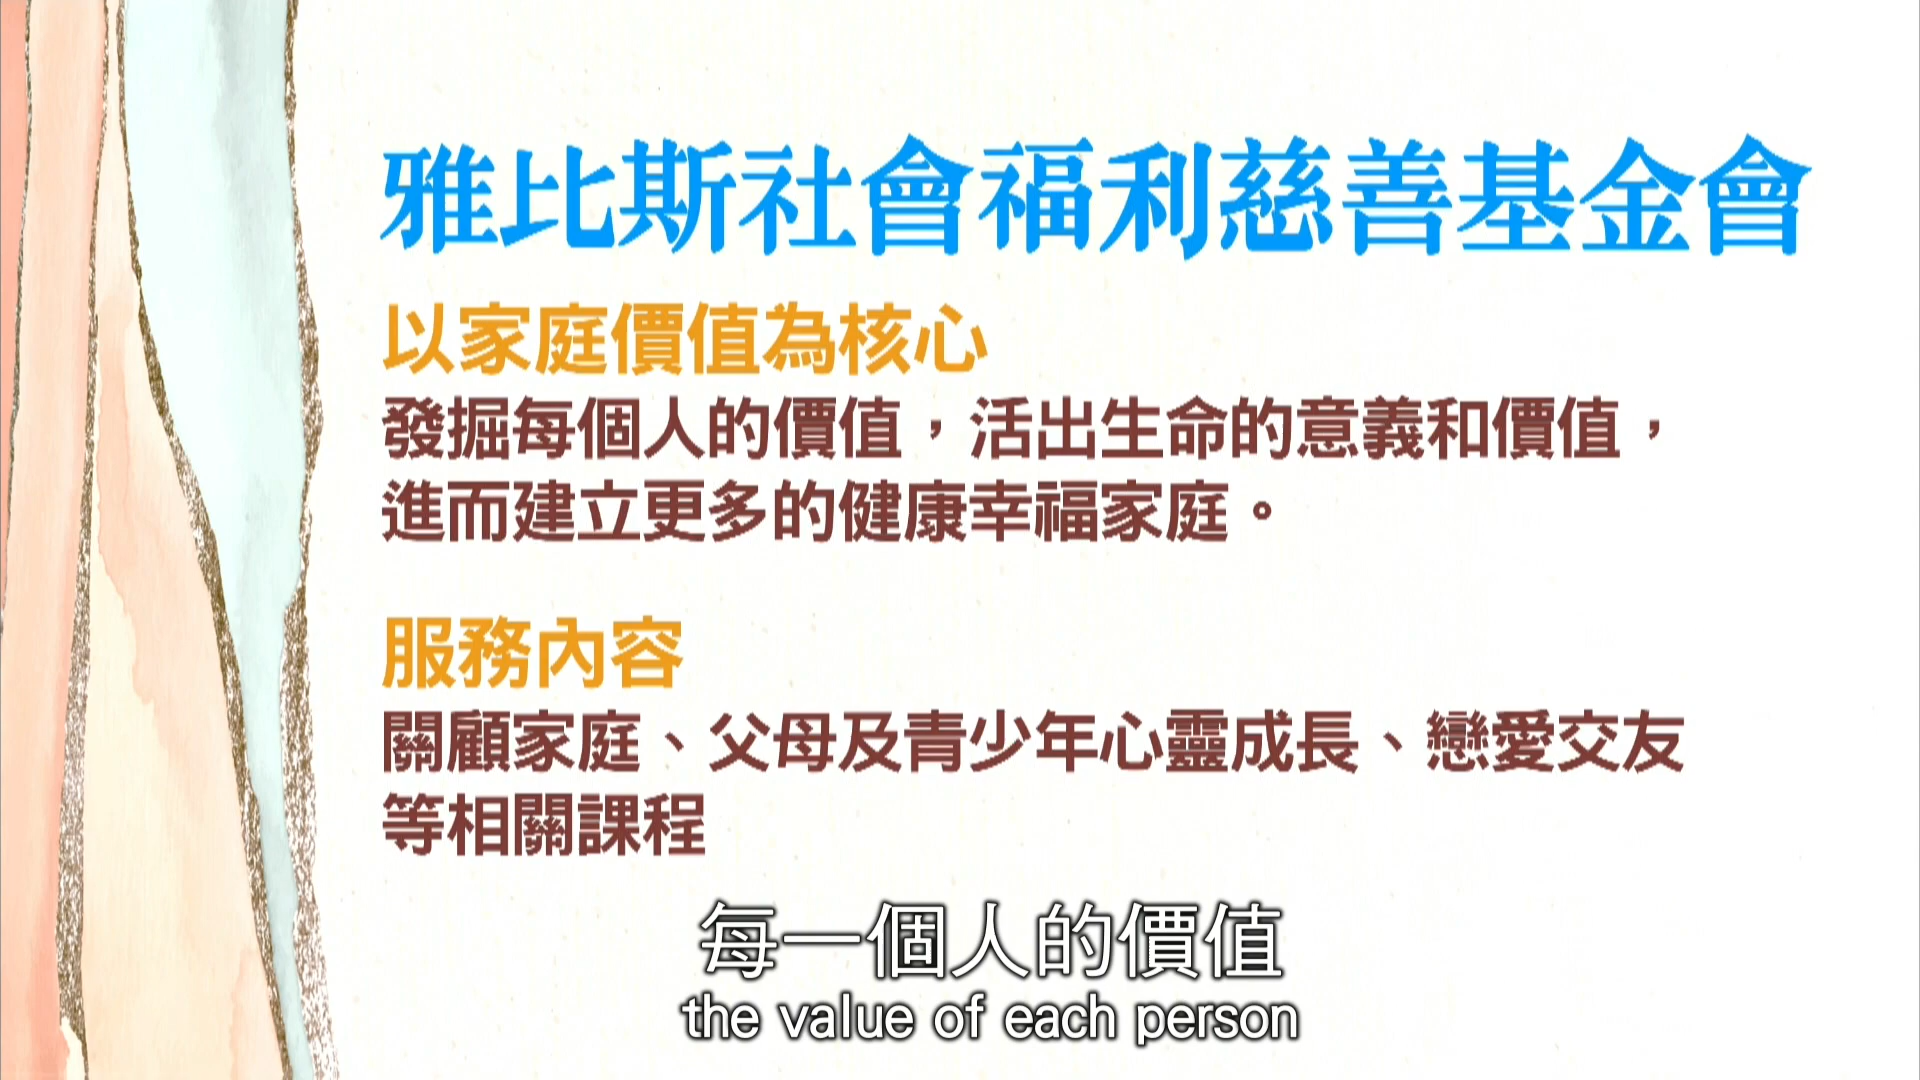 雅比斯社會福利慈善基金會
以家庭價值為核心
發掘每個人的價值，活出生命的意義和價值，
進而建立更多的健康幸福家庭。
服務內容
關顧家庭、父母及青少年心靈成長、戀愛交友
等相關課程
每一個人的價值
the value of each person